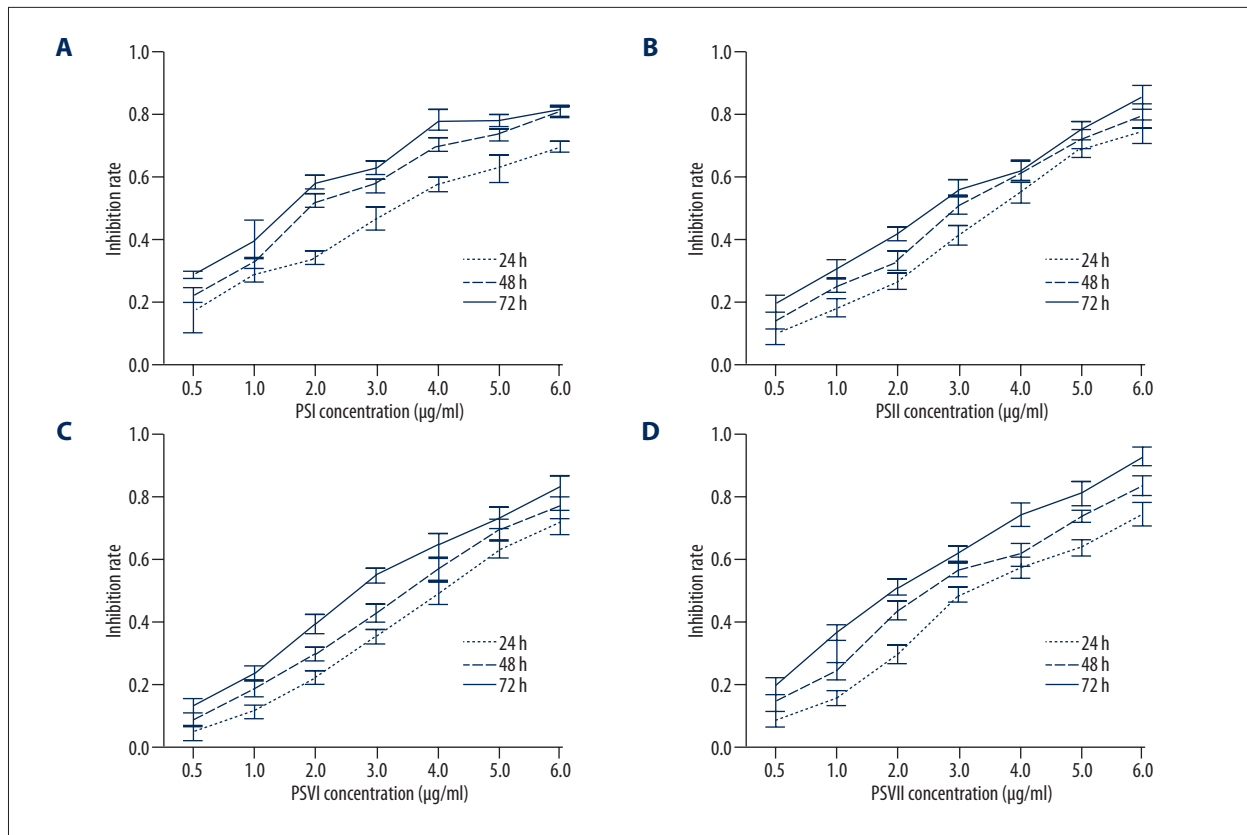 A
1.0
0.8
0.6
0.4
0.2
0.0
Inhibition rate
24 h
48 h
72 h
0.5 1.0 2.0 3.0 4.0 5.0 6.0
PSI concentration (µg/ml)
B
1.0
0.8
0.6
0.4
0.2
0.0
Inhibition rate
24 h
48 h
72 h
0.5 1.0 2.0 3.0 4.0 5.0 6.0
PSII concentration (µg/ml)
C
1.0
0.8
0.6
0.4
0.2
0.0
Inhibition rate
24 h
48 h
72 h
0.5 1.0 2.0 3.0 4.0 5.0 6.0
PSVI concentration (µg/ml)
D
1.0
0.8
0.6
0.4
0.2
0.0
Inhibition rate
24 h
48 h
72 h
0.5 1.0 2.0 3.0 4.0 5.0 6.0
PSVII concentration (µg/ml)